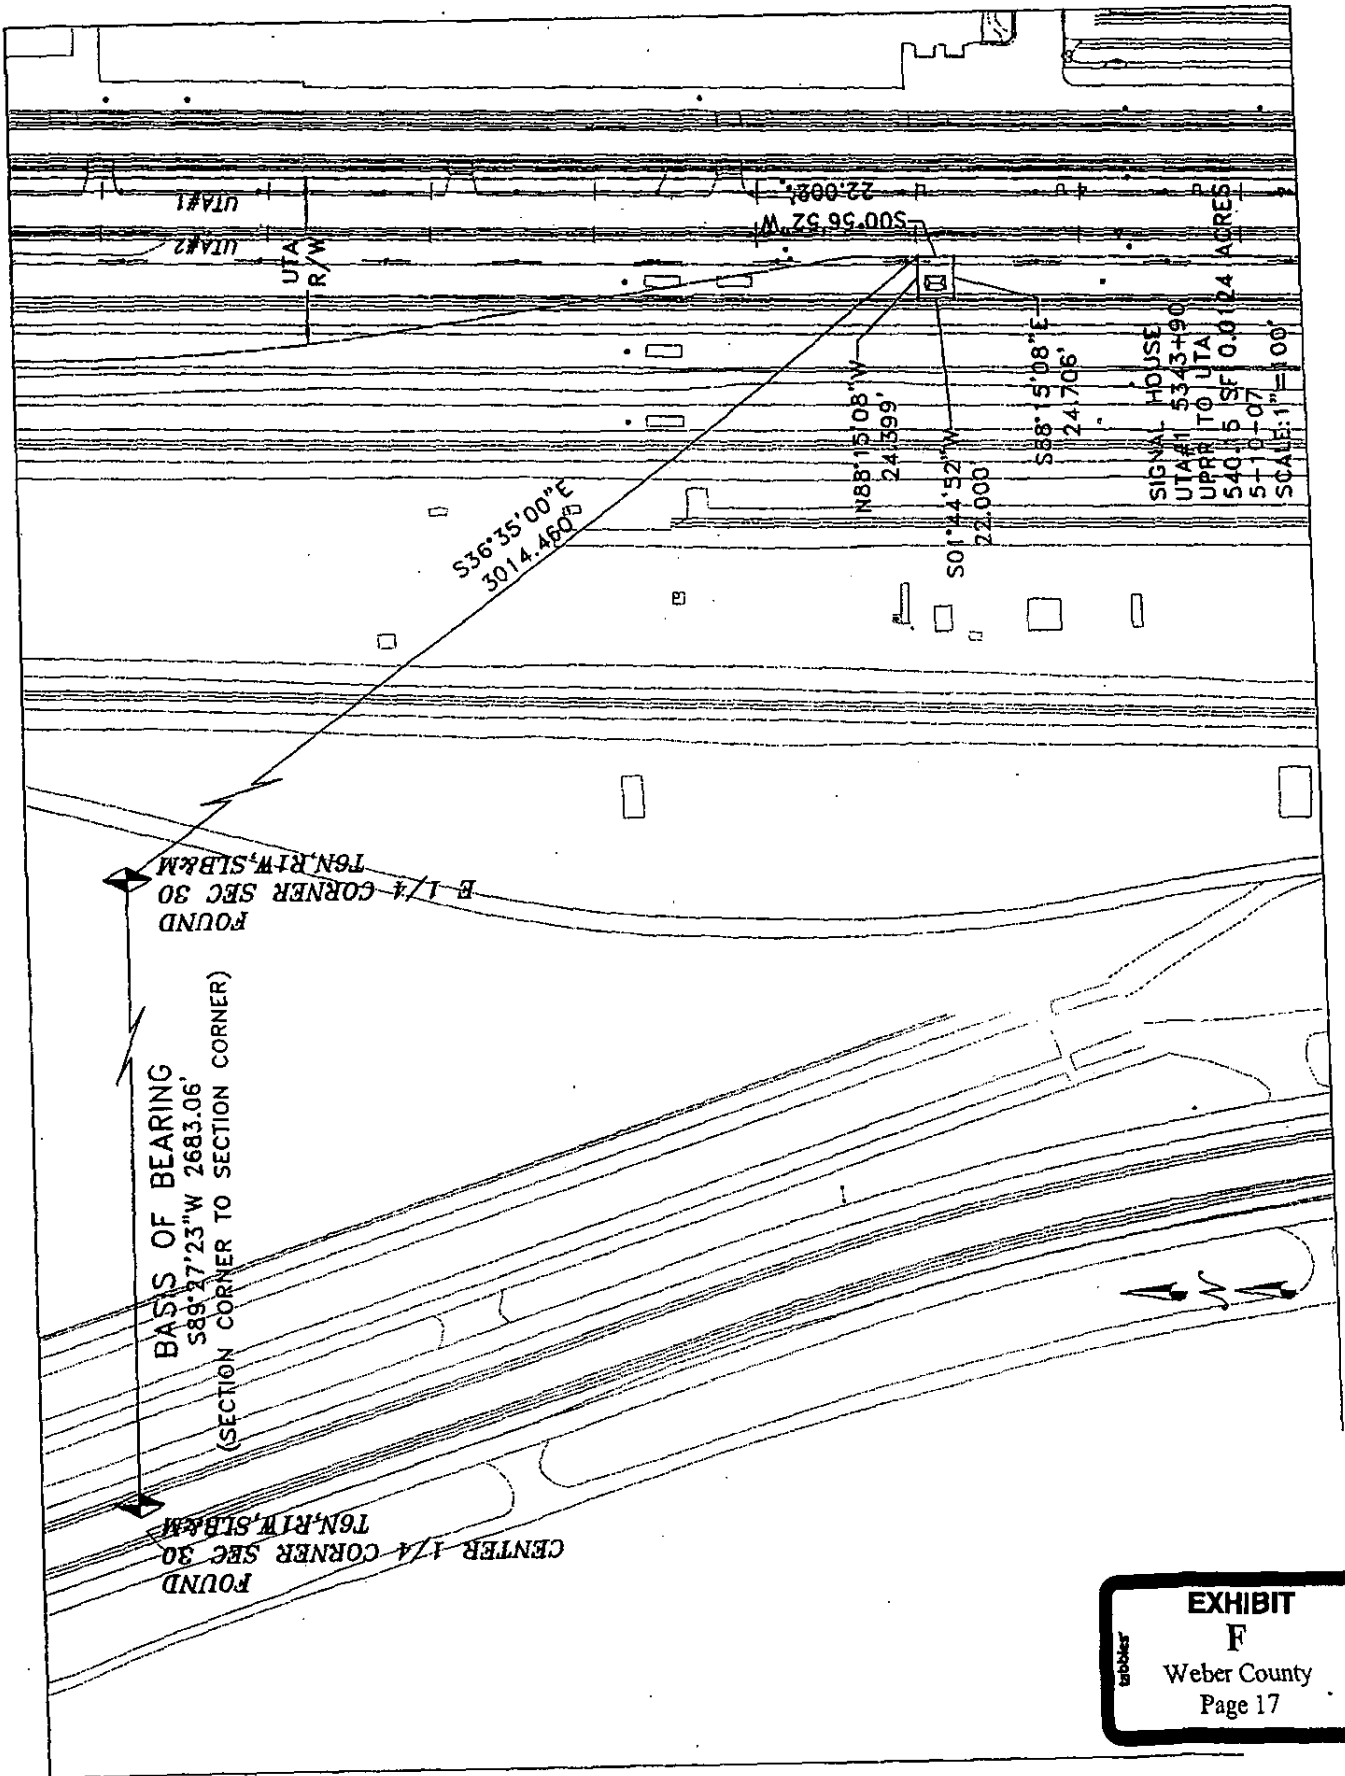 UTA#1
UTA#2
UTA
R/W
S00°56'52"W
22.002'
N88°15'08"W
24.399'
S01°44'52"W
22.000'
S88°15'08"E
24.706'
SIGNAL HOUSE
UTA#1 5343+90
UPRR TO UTA
540.15 SF 0.0124 ACRES
5-10-07
SCALE:1"=100'
S36°35'00"E
3014.460'
FOUND
E 1/4 CORNER SEC 30
T6N,R1W,SLB&M
BASIS OF BEARING
S89°27'23"W 2683.06'
(SECTION CORNER TO SECTION CORNER)
FOUND
CENTER 1/4 CORNER SEC 30
T6N,R1W,SLB&M
N
EXHIBIT
F
Weber County
Page 17
tabbies'